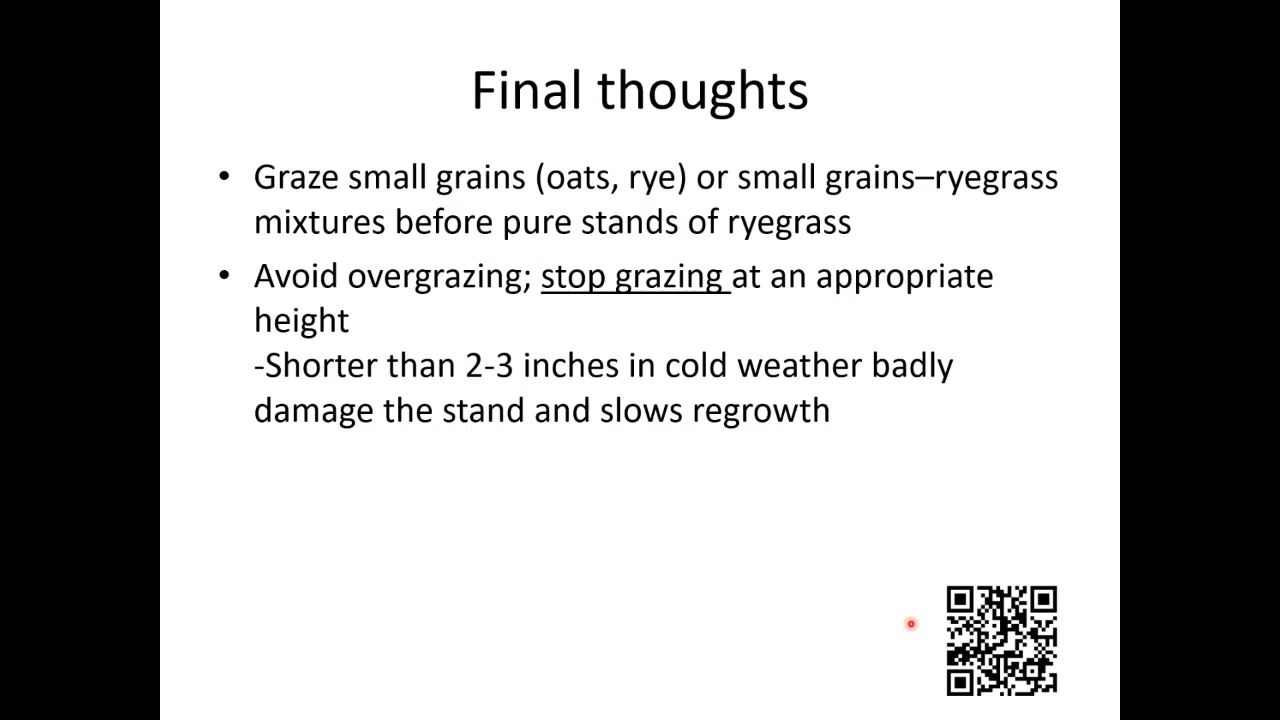 Final thoughts
• Graze small grains (oats, rye) or small grains–ryegrass
mixtures before pure stands of ryegrass
• Avoid overgrazing; stop grazing at an appropriate
height
-Shorter than 2-3 inches in cold weather badly
damage the stand and slows regrowth